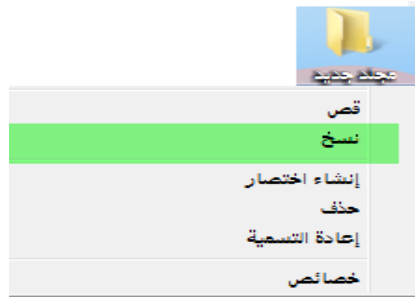 مجلد جديد
قص
نسخ
إنشاء اختصار
حذف
إعادة التسمية
خصائص